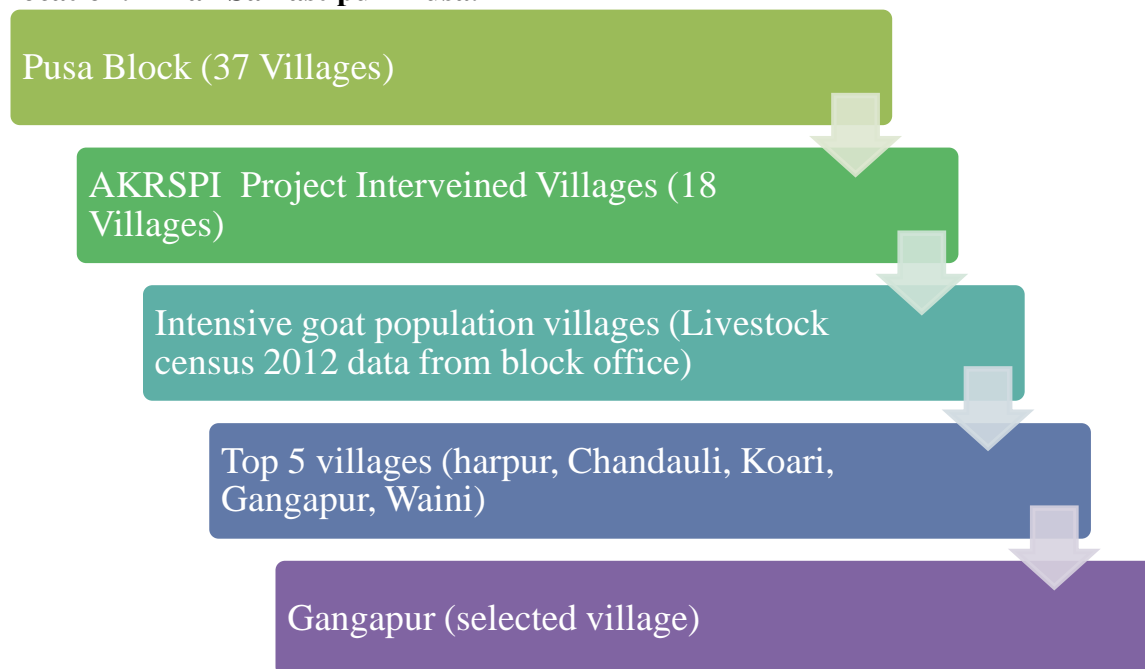 Pusa Block (37 Villages)
AKRSPI Project Interveined Villages (18
Villages)
Intensive goat population villages (Livestock
census 2012 data from block office)
Top 5 villages (harpur, Chandauli, Koari,
Gangapur, Waini)
Gangapur (selected village)